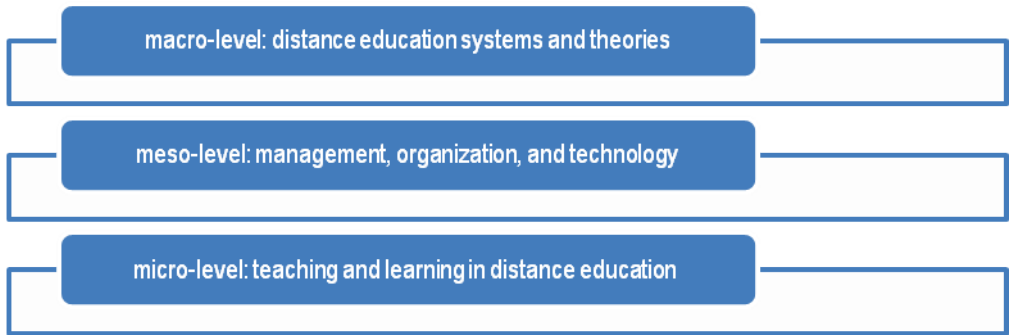 macro-level: distance education systems and theories
meso-level: management, organization, and technology
micro-level: teaching and learning in distance education